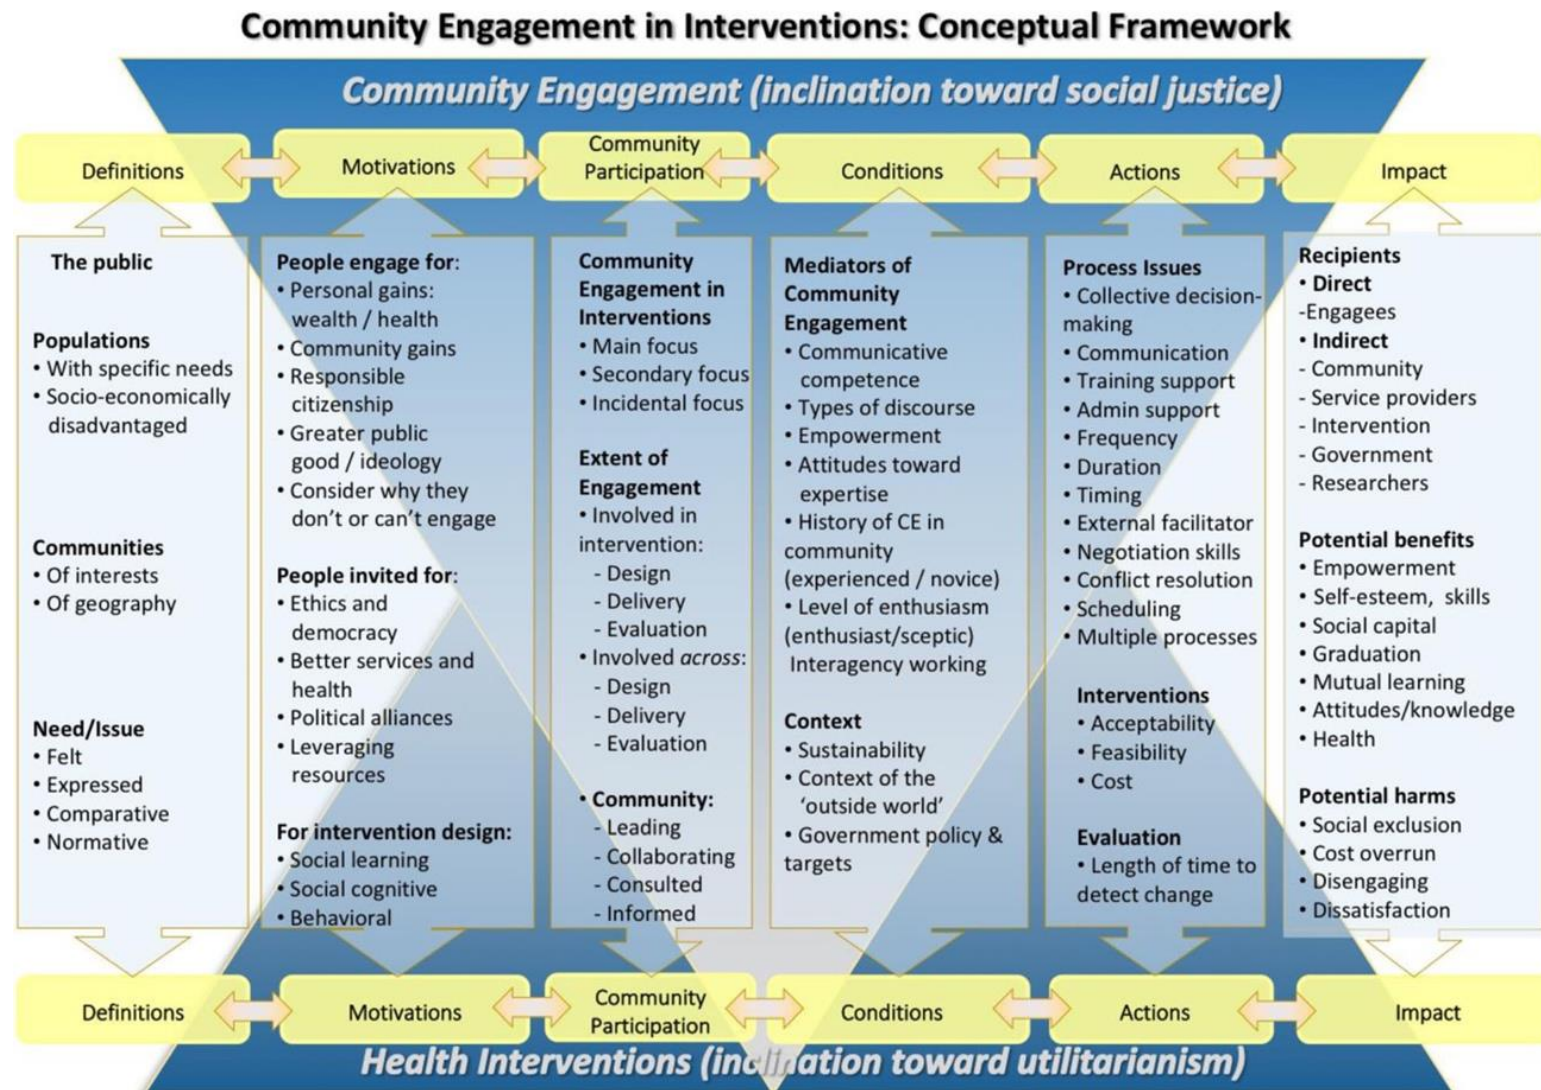 Community Engagement in Interventions: Conceptual Framework
Community Engagement (inclination toward social justice)
Definitions
Motivations
Community
Participation
Conditions
Actions
Impact
The public
Populations
• With specific needs
• Socio-economically
disadvantaged
Communities
• Of interests
• Of geography
Need/Issue
• Felt
• Expressed
• Comparative
• Normative
People engage for:
• Personal gains:
wealth / health
• Community gains
• Responsible
citizenship
• Greater public
good / ideology
• Consider why they
don't or can't engage
People invited for:
• Ethics and
democracy
• Better services and
health
• Political alliances
• Leveraging
resources
For intervention design:
• Social learning
• Social cognitive
• Behavioral
Community
Engagement in
Interventions
• Main focus
• Secondary focus
• Incidental focus
Extent of
Engagement
• Involved in
intervention:
- Design
- Delivery
- Evaluation
• Involved across:
- Design
- Delivery
- Evaluation
• Community:
- Leading
- Collaborating
- Consulted
- Informed
Mediators of
Community
Engagement
• Communicative
competence
• Types of discourse
• Empowerment
• Attitudes toward
expertise
• History of CE in
community
(experienced / novice)
• Level of enthusiasm
(enthusiast/sceptic)
Interagency working
Context
• Sustainability
• Context of the
'outside world'
• Government policy &
targets
Process Issues
• Collective decision-
making
• Communication
• Training support
• Admin support
• Frequency
• Duration
• Timing
• External facilitator
• Negotiation skills
• Conflict resolution
• Scheduling
• Multiple processes
Interventions
• Acceptability
• Feasibility
• Cost
Evaluation
• Length of time to
detect change
Recipients
• Direct
-Engagees
• Indirect
- Community
- Service providers
- Intervention
- Government
- Researchers
Potential benefits
• Empowerment
• Self-esteem, skills
• Social capital
• Graduation
• Mutual learning
• Attitudes/knowledge
• Health
Potential harms
• Social exclusion
• Cost overrun
• Disengaging
• Dissatisfaction
Definitions
Motivations
Community
Participation
Conditions
Actions
Impact
Health Interventions (inclination toward utilitarianism)